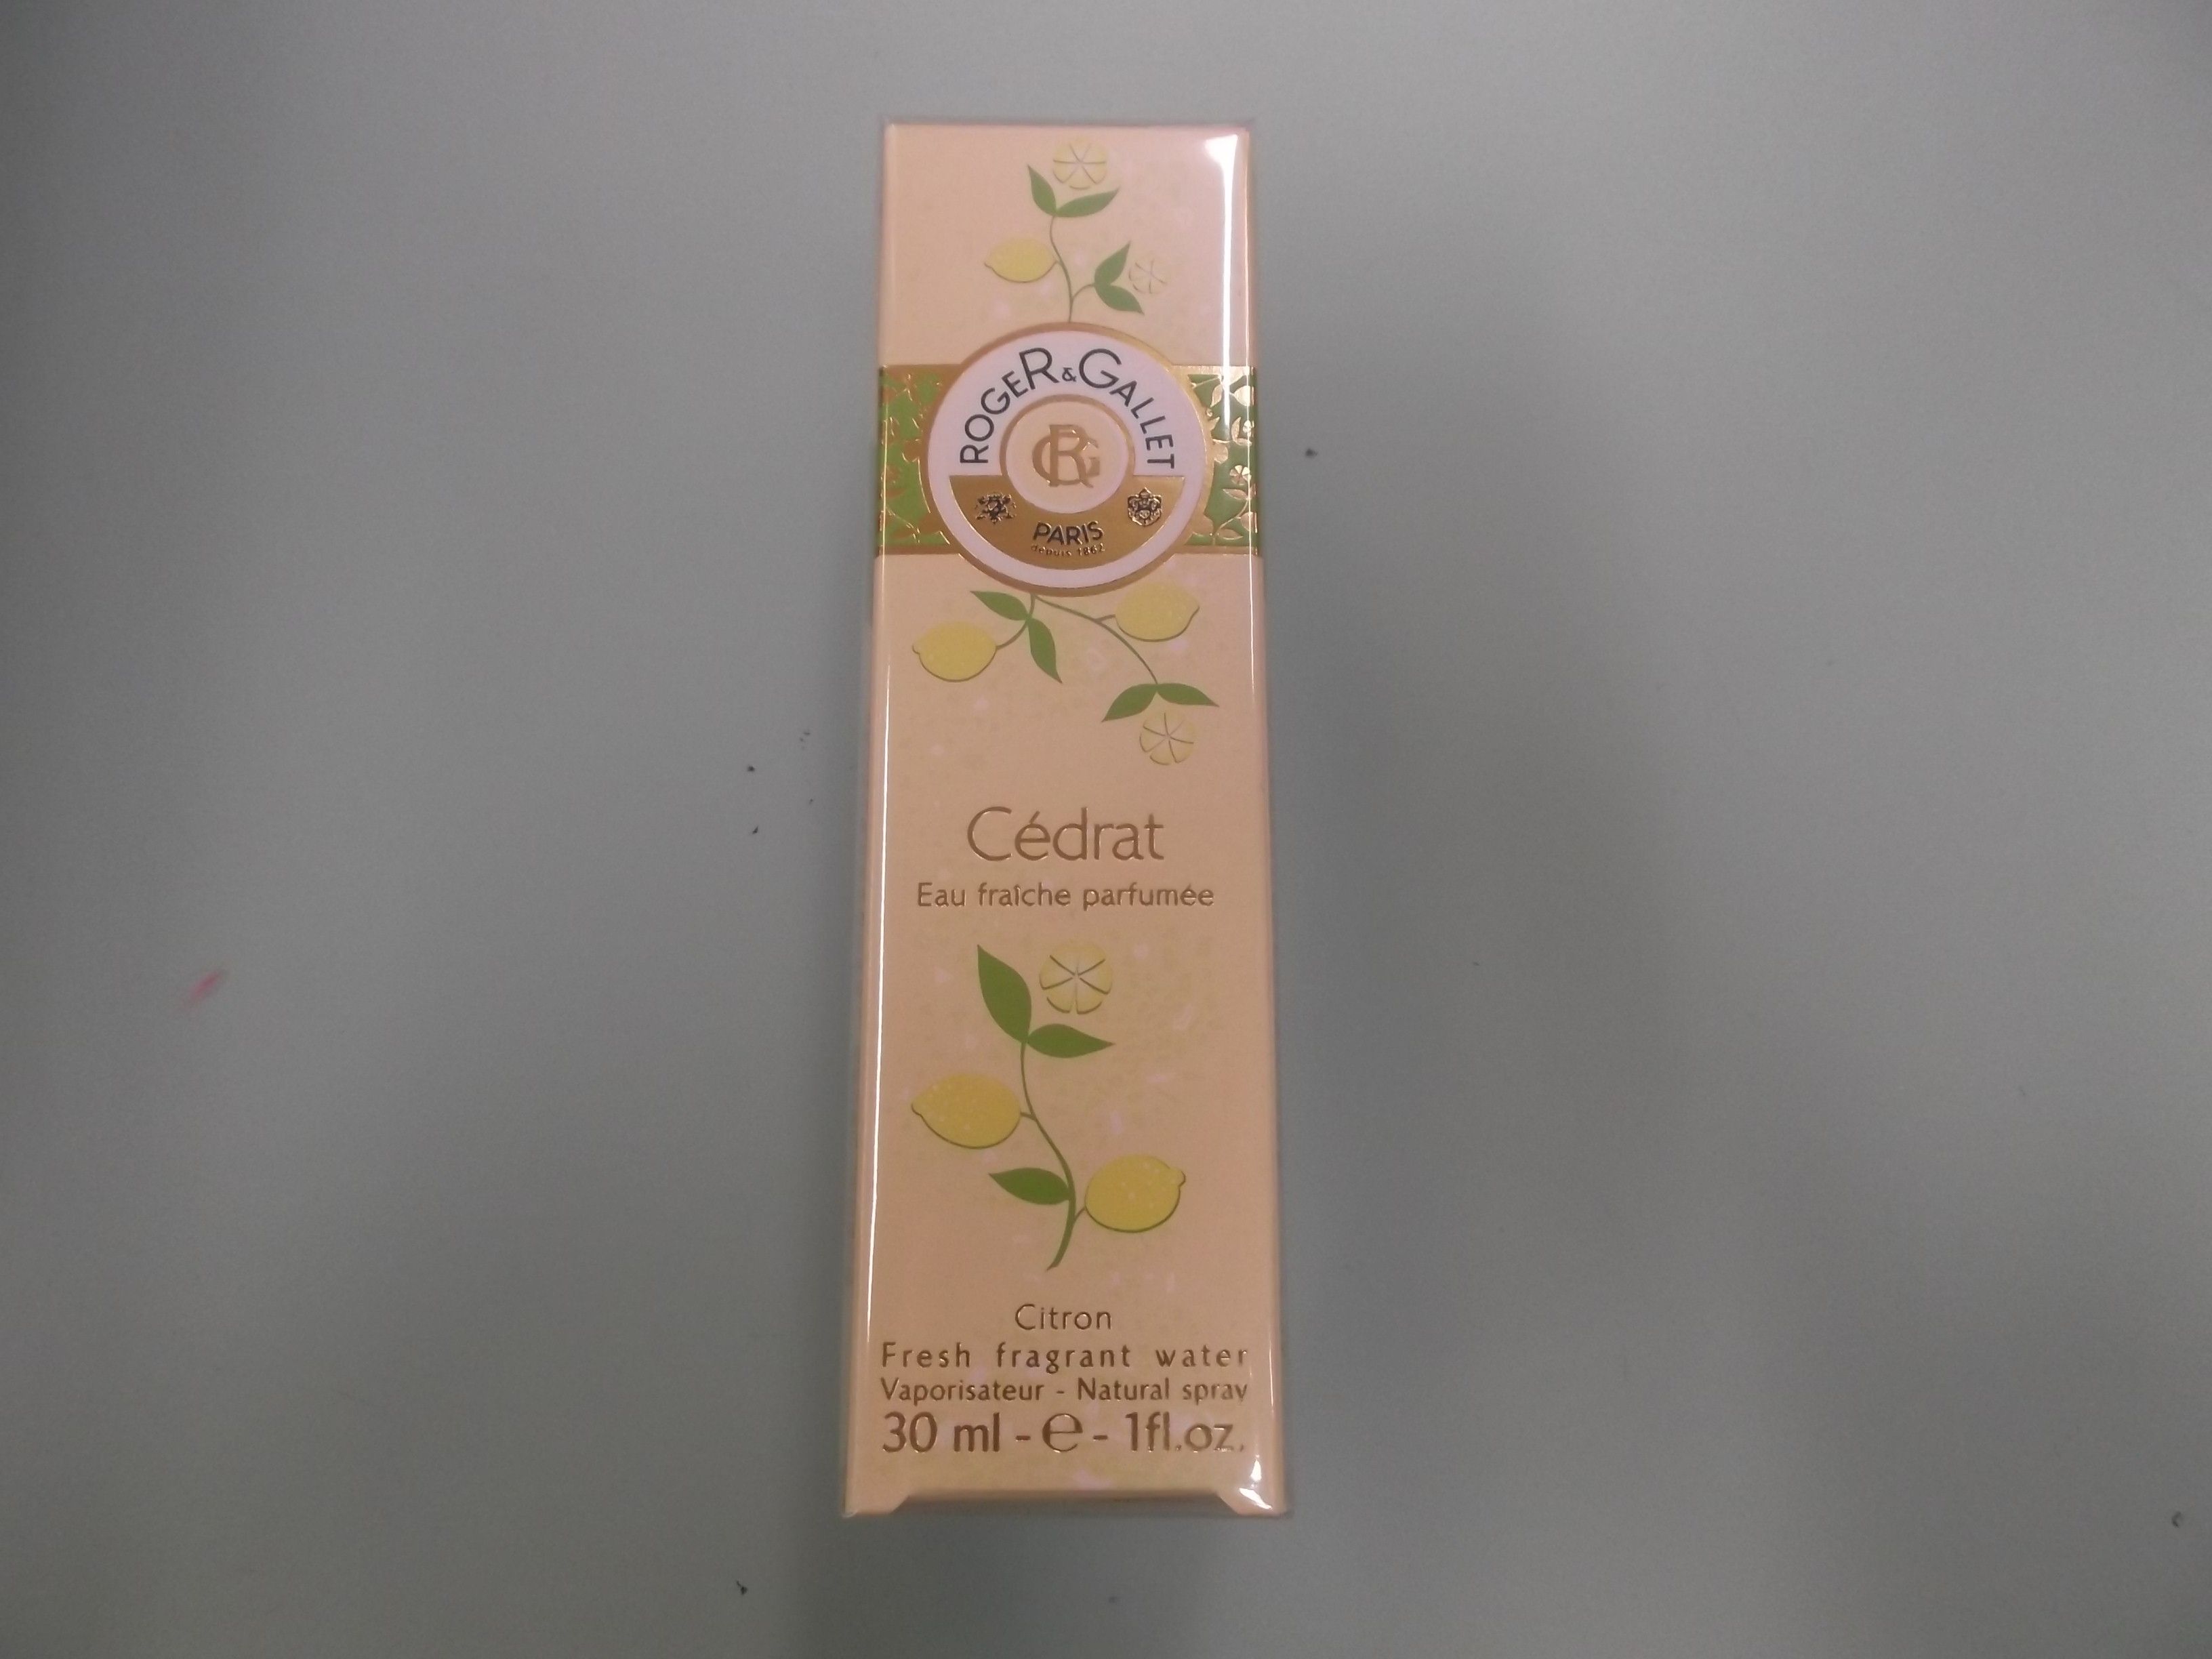 ROGER & GALLET
RG
PARIS
depuis 1862
Cédrat
Eau fraîche parfumée
Citron
Fresh fragrant water
Vaporisateur - Natural spray
30 ml - e - 1fl.oz.